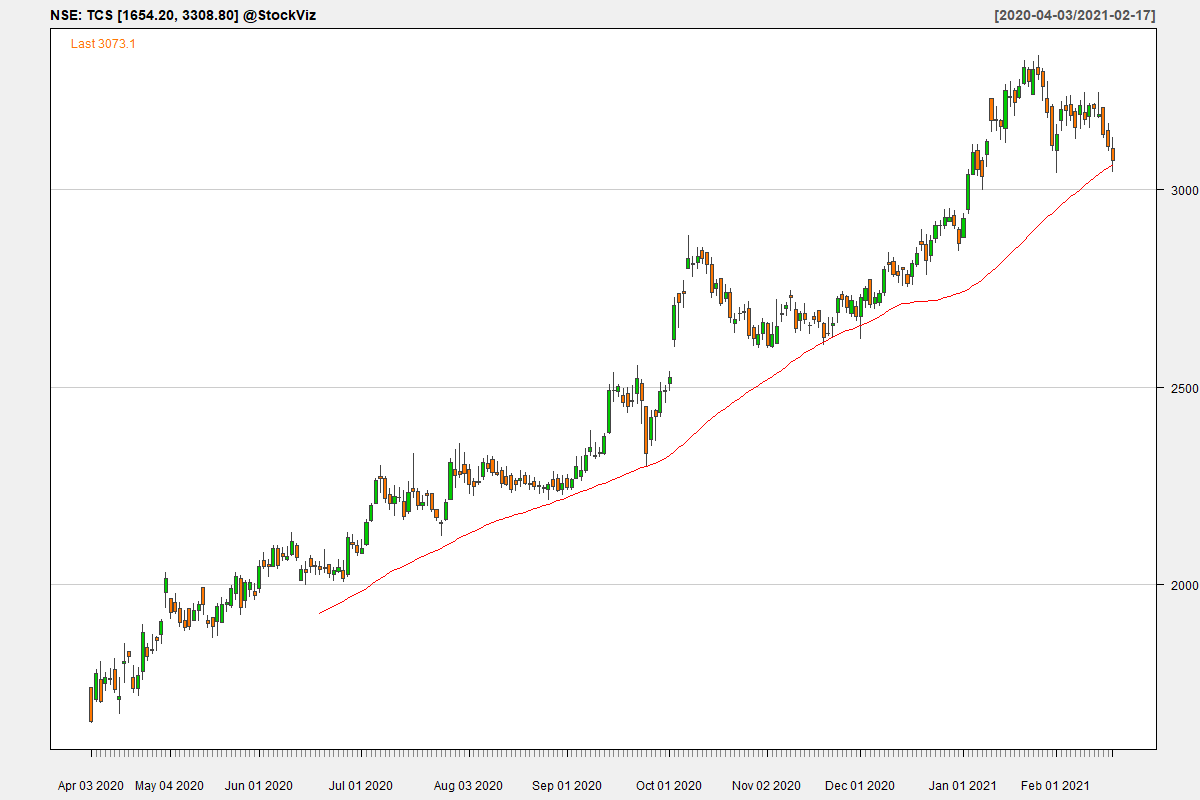 NSE: TCS [1654.20, 3308.80] @StockViz [2020-04-03/2021-02-17]
Last 3073.1
3000
2500
2000
Apr 03 2020 May 04 2020 Jun 01 2020 Jul 01 2020 Aug 03 2020 Sep 01 2020 Oct 01 2020 Nov 02 2020 Dec 01 2020 Jan 01 2021 Feb 01 2021